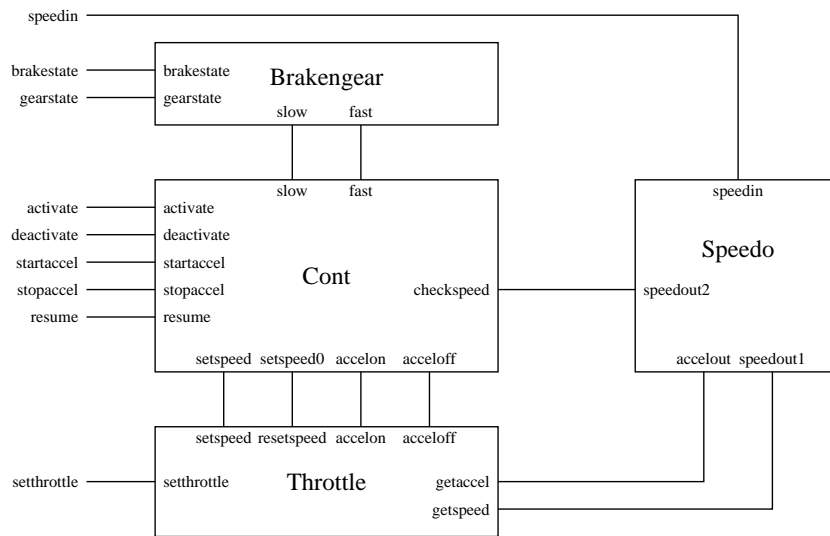 speedin
brakestate brakestate Brakengear
gearstate gearstate
slow fast
slow fast speedin
activate activate
deactivate deactivate Speedo
startaccel startaccel Cont
stopaccel stopaccel checkspeed speedout2
resume resume
setspeed setspeed0 accelon acceloff accelout speedout1
setspeed resetspeed accelon acceloff
setthrottle setthrottle Throttle getaccel
getspeed